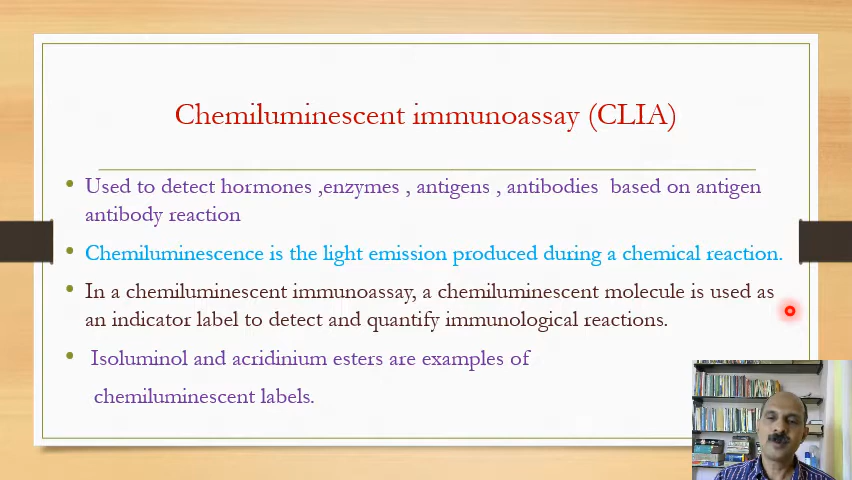 Chemiluminescent immunoassay (CLIA)
Used to detect hormones ,enzymes , antigens , antibodies based on antigen
antibody reaction
Chemiluminescence is the light emission produced during a chemical reaction.
In a chemiluminescent immunoassay, a chemiluminescent molecule is used as
an indicator label to detect and quantify immunological reactions.
Isoluminol and acridinium esters are examples of
chemiluminescent labels.